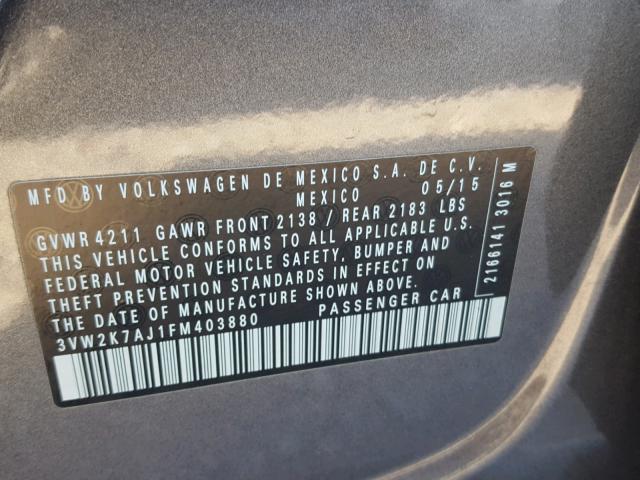 MFD BY VOLKSWAGEN DE MEXICO S.A. DE C.V.
MEXICO 05/15
GVWR 4211 GAWR FRONT 2138 / REAR 2183 LBS
THIS VEHICLE CONFORMS TO ALL APPLICABLE U.S.
FEDERAL MOTOR VEHICLE SAFETY, BUMPER AND
THEFT PREVENTION STANDARDS IN EFFECT ON
THE DATE OF MANUFACTURE SHOWN ABOVE.
3VW2K7AJ1FM403880 PASSENGER CAR
2166141 3016 M